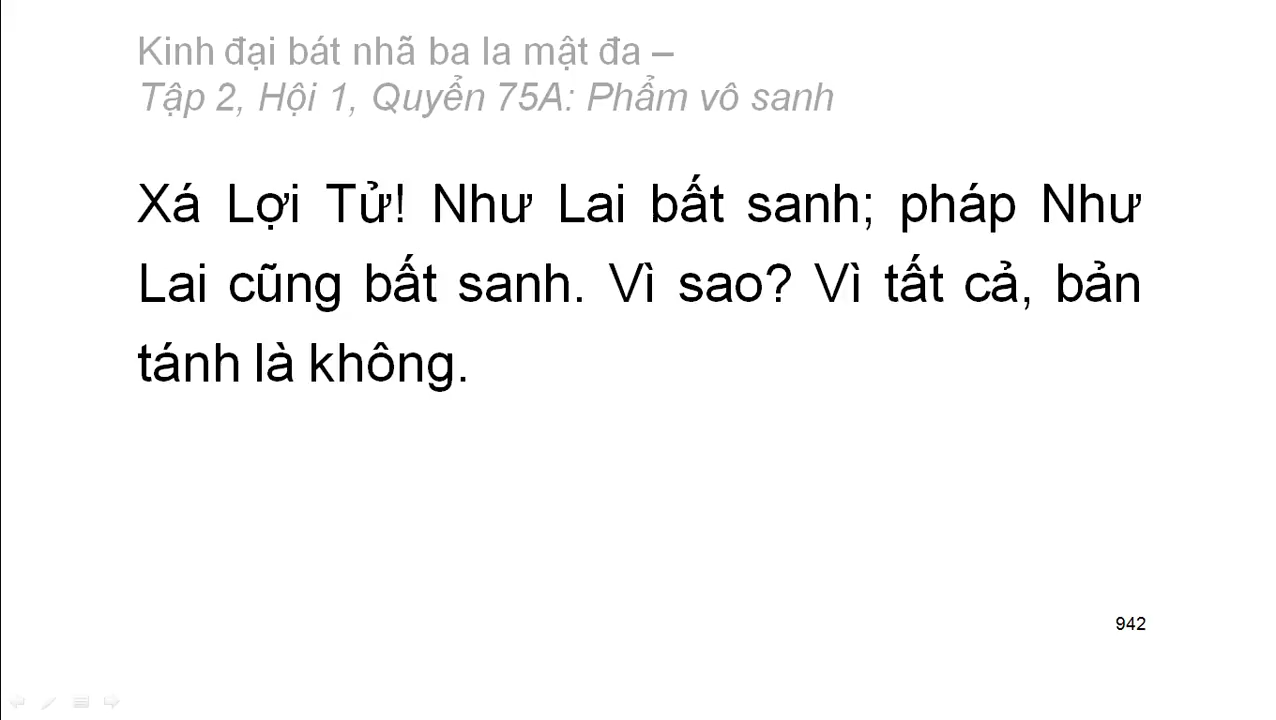 Kinh đại bát nhã ba la mật đa –
Tập 2, Hội 1, Quyển 75A: Phẩm vô sanh
Xá Lợi Tử! Như Lai bất sanh; pháp Như
Lai cũng bất sanh. Vì sao? Vì tất cả, bản
tánh là không.
942